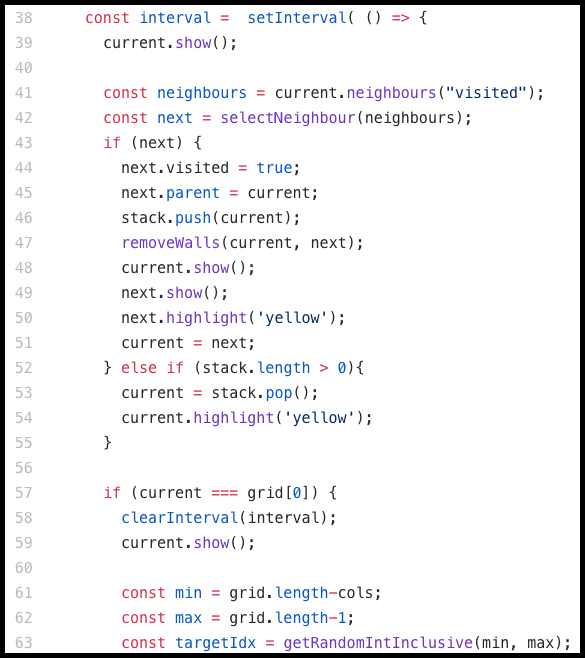 38 const interval =  setInterval( () => {
39 current.show();
40
41 const neighbours = current.neighbours("visited");
42 const next = selectNeighbour(neighbours);
43 if (next) {
44 next.visited = true;
45 next.parent = current;
46 stack.push(current);
47 removeWalls(current, next);
48 current.show();
49 next.show();
50 next.highlight('yellow');
51 current = next;
52 } else if (stack.length > 0){
53 current = stack.pop();
54 current.highlight('yellow');
55 }
56
57 if (current === grid[0]) {
58 clearInterval(interval);
59 current.show();
60
61 const min = grid.length-cols;
62 const max = grid.length-1;
63 const targetIdx = getRandomIntInclusive(min, max);